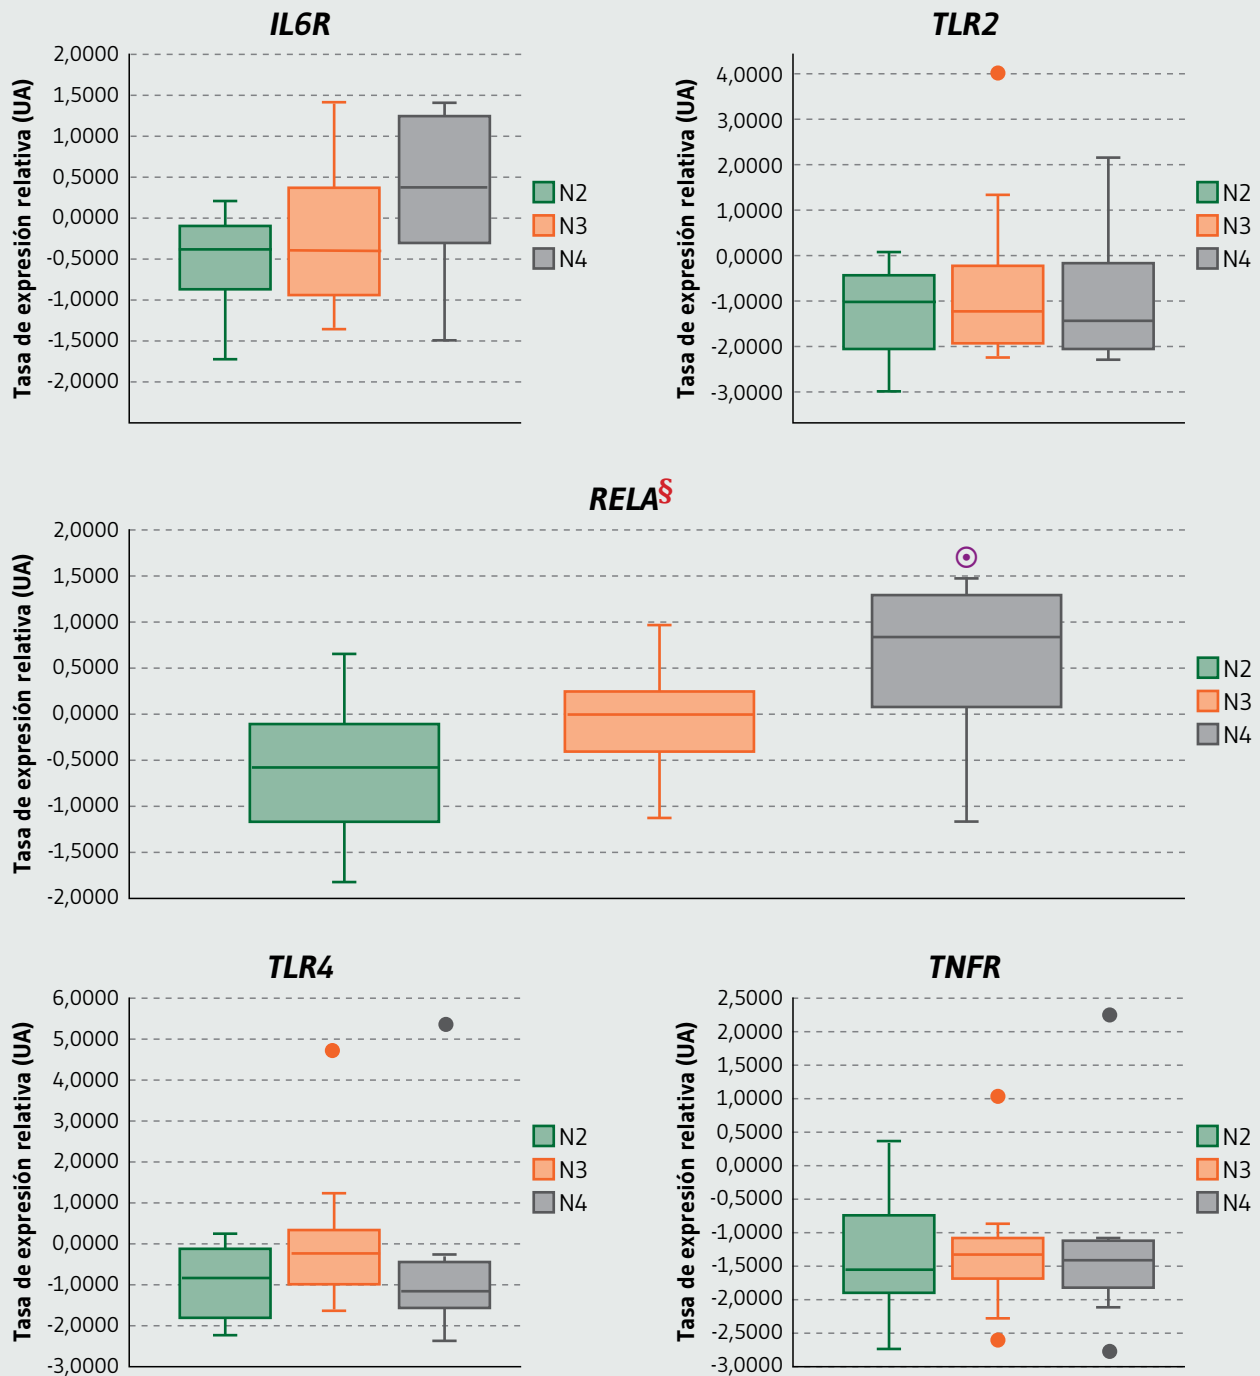 IL6R
Tasa de expresión relativa (UA)
2,0000
1,5000
1,0000
0,5000
0,0000
-0,5000
-1,0000
-1,5000
-2,0000
N2
N3
N4
TLR2
Tasa de expresión relativa (UA)
4,0000
3,0000
2,0000
1,0000
0,0000
-1,0000
-2,0000
-3,0000
N2
N3
N4
RELA§
Tasa de expresión relativa (UA)
2,0000
1,5000
1,0000
0,5000
0,0000
-0,5000
-1,0000
-1,5000
-2,0000
N2
N3
N4
TLR4
Tasa de expresión relativa (UA)
6,0000
5,0000
4,0000
3,0000
2,0000
1,0000
0,0000
-1,0000
-2,0000
-3,0000
N2
N3
N4
TNFR
Tasa de expresión relativa (UA)
2,5000
2,0000
1,5000
1,0000
0,5000
0,0000
-0,5000
-1,0000
-1,5000
-2,0000
-2,5000
-3,0000
N2
N3
N4